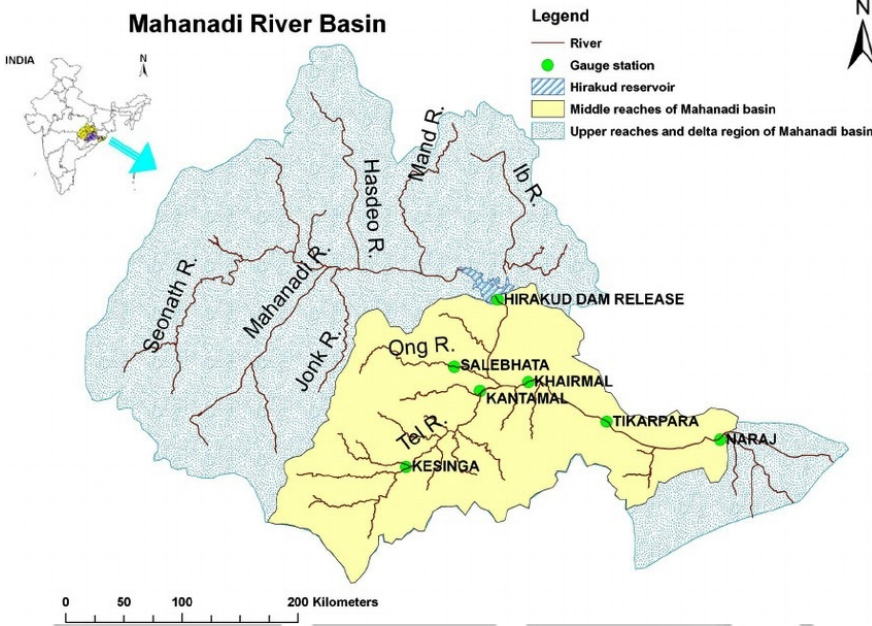 Mahanadi River Basin
INDIA
N
N
Legend
River
Gauge station
Hirakud reservoir
Middle reaches of Mahanadi basin
Upper reaches and delta region of Mahanadi basin
Mand R.
Hasdeo R.
Ib R.
Seonath R.
Mahanadi R.
Jonk R.
HIRAKUD DAM RELEASE
Ong R.
SALEBHATA
KHAIRMAL
KANTAMAL
Tel R.
TIKARPARA
NARAJ
KESINGA
0 50 100 200 Kilometers